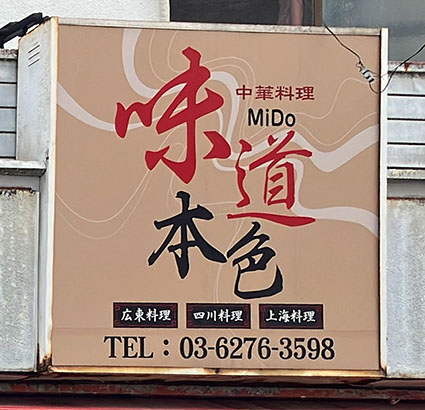 中華料理
MiDo
味道
本色
広東料理 四川料理 上海料理
TEL：03-6276-3598